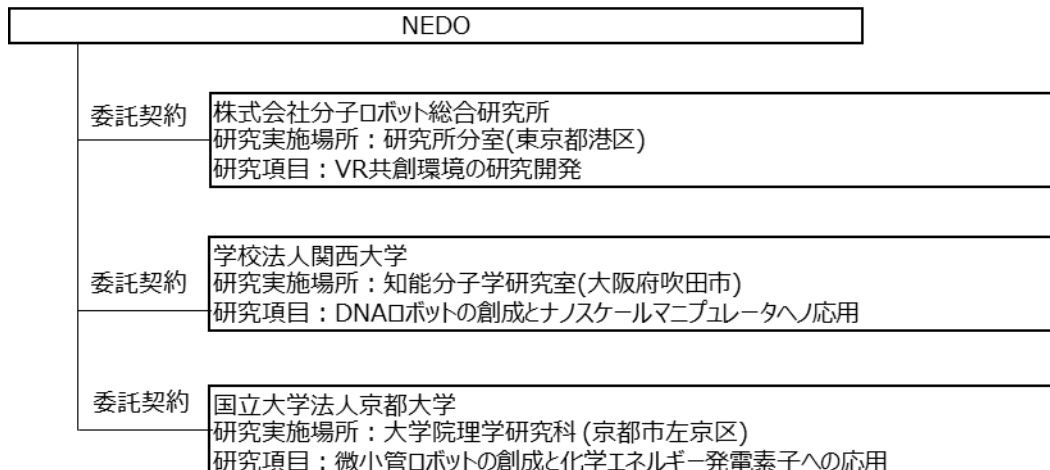 NEDO
委託契約
株式会社分子ロボット総合研究所
研究実施場所：研究所分室(東京都港区)
研究項目：VR共創環境の研究開発
委託契約
学校法人関西大学
研究実施場所：知能分子学研究室(大阪府吹田市)
研究項目：DNAロボットの創成とナノスケールマニプュレータヘノ応用
委託契約
国立大学法人京都大学
研究実施場所：大学院理学研究科 (京都市左京区)
研究項目：微小管ロボットの創成と化学エネルギー発電素子への応用